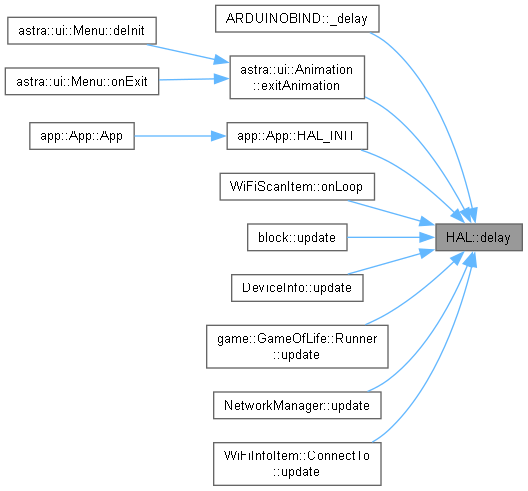 ARDUINOBIND::_delay
astra::ui::Menu::deInit
astra::ui::Animation
::exitAnimation
astra::ui::Menu::onExit
app::App::App
app::App::HAL_INIT
WiFiScanItem::onLoop
block::update
HAL::delay
DeviceInfo::update
game::GameOfLife::Runner
::update
NetworkManager::update
WiFiInfoItem::ConnectTo
::update